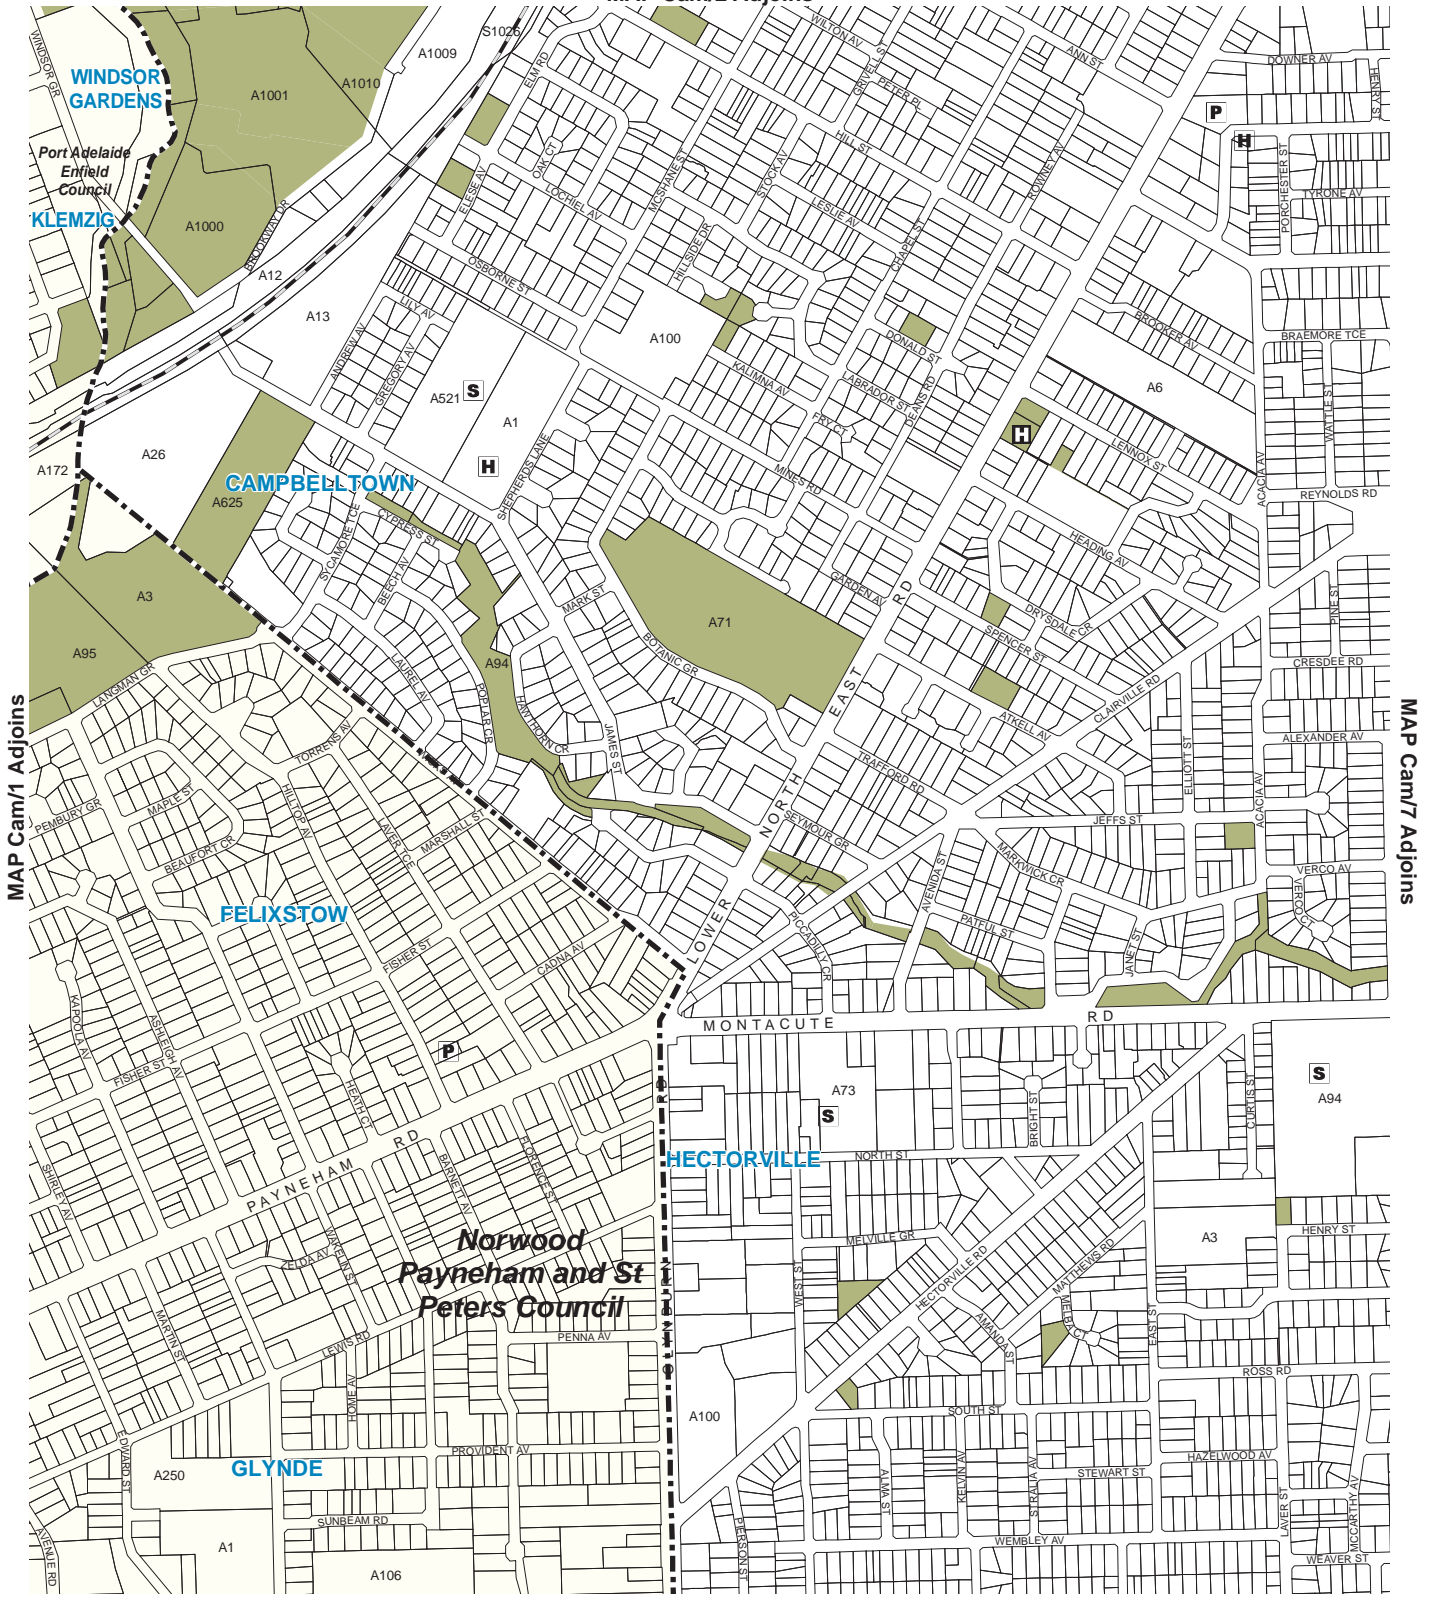 WINDSOR GR
WINDSOR
GARDENS
Port Adelaide
Enfield
Council
KLEMZIG
A1001
A1010
A1009
S1026
A1000
BROOKWAY DR
A12
A13
A26
A172
A625
A3
A95
ELM RD
OAK CT
ELESE AV
LOCHIEL AV
OSBORNE ST
MCSHANE ST
STOCK AV
HILLSIDE DR
WILTON AV
GRIVELL ST
PETER PL
HILL ST
LESLIE AV
CHAPEL ST
ROWNEY AV
ANN ST
DOWNER AV
HENRY ST
P
H
PORCHESTER ST
TYRONE AV
BROOKER AV
BRAEMORE TCE
WATTLE ST
ACACIA AV
REYNOLDS RD
A6
LENNOX ST
H
DONALD ST
LABRADOR ST
DEANS RD
KALIMNA AV
FRY CT
MINES RD
A100
LILY AV
ANDREW AV
GREGORY AV
A521
S
A1
H
SHEPHERDS LANE
CAMPBELLTOWN
CYPRESS ST
SYCAMORE TCE
BEECH AV
LAUREL AV
POPLAR CR
A94
HAWTHORN CR
MARK ST
JAMES ST
BOTANIC GR
A71
GARDEN AV
HEADING AV
DRYSDALE CR
SPENCER ST
ATKELL AV
CLAIRVILLE RD
TRAFFORD RD
PINE ST
CRESDEE RD
ALEXANDER AV
ELLIOTT ST
ACACIA AV
JEFFS ST
VERCO AV
VERCO CT
MARKWICK CR
AVENIDA ST
PATFUL ST
JANET ST
SEYMOUR GR
PICCADILLY CR
LOWER NORTH EAST RD
MAP Cam/1 Adjoins
MAP Cam/7 Adjoins
LANGMAN GR
TORRENS AV
PEMBURY GR
MAPLE ST
BEAUFORT CR
HILLTOP AV
LAVER TCE
MARSHALL ST
FELIXSTOW
FISHER ST
CADNA AV
KAPOOLA AV
ASHLEIGH AV
FISHER ST
HEATH CT
P
PAYNEHAM RD
SHIRLEY AV
BARNETT AV
FLORENCE ST
ZELDA AV
WAKELIN ST
MARTIN ST
LEWIS RD
Norwood
Payneham and St
Peters Council
PENNA AV
HOME AV
PROVIDENT AV
EDWARD ST
A250
GLYNDE
SUNBEAM RD
A1
A106
AVENUE RD
GLYNBURN RD
MONTACUTE RD
A73
S
HECTORVILLE
NORTH ST
BRIGHT ST
CURTIS ST
S
A94
MELVILLE GR
WEST ST
HECTORVILLE RD
MATTHEWS RD
MELBA CT
AMANDA ST
EAST ST
A3
HENRY ST
ROSS RD
A100
SOUTH ST
ALMA ST
KELVIN AV
STRALIA AV
STEWART ST
HAZELWOOD AV
LAVER ST
MCCARTHY AV
WEMBLEY AV
WEAVER ST
PIERSON ST